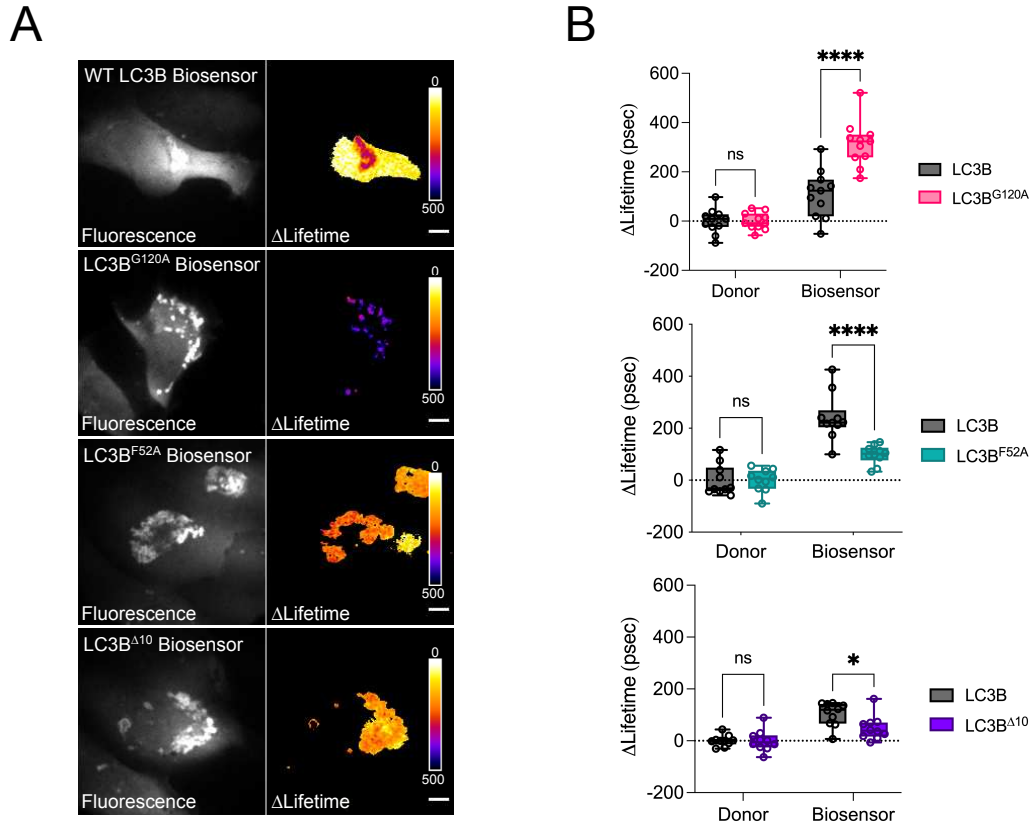 A
WT LC3B Biosensor
0
500
Fluorescence
ΔLifetime
LC3B^G120A Biosensor
0
500
Fluorescence
ΔLifetime
LC3B^F52A Biosensor
0
500
Fluorescence
ΔLifetime
LC3B^Δ10 Biosensor
0
500
Fluorescence
ΔLifetime
B
ΔLifetime (psec)
600
400
200
0
-200
ns
****
Donor
Biosensor
LC3B
LC3B^G120A
ΔLifetime (psec)
600
400
200
0
-200
ns
****
Donor
Biosensor
LC3B
LC3B^F52A
ΔLifetime (psec)
600
400
200
0
-200
ns
*
Donor
Biosensor
LC3B
LC3B^Δ10